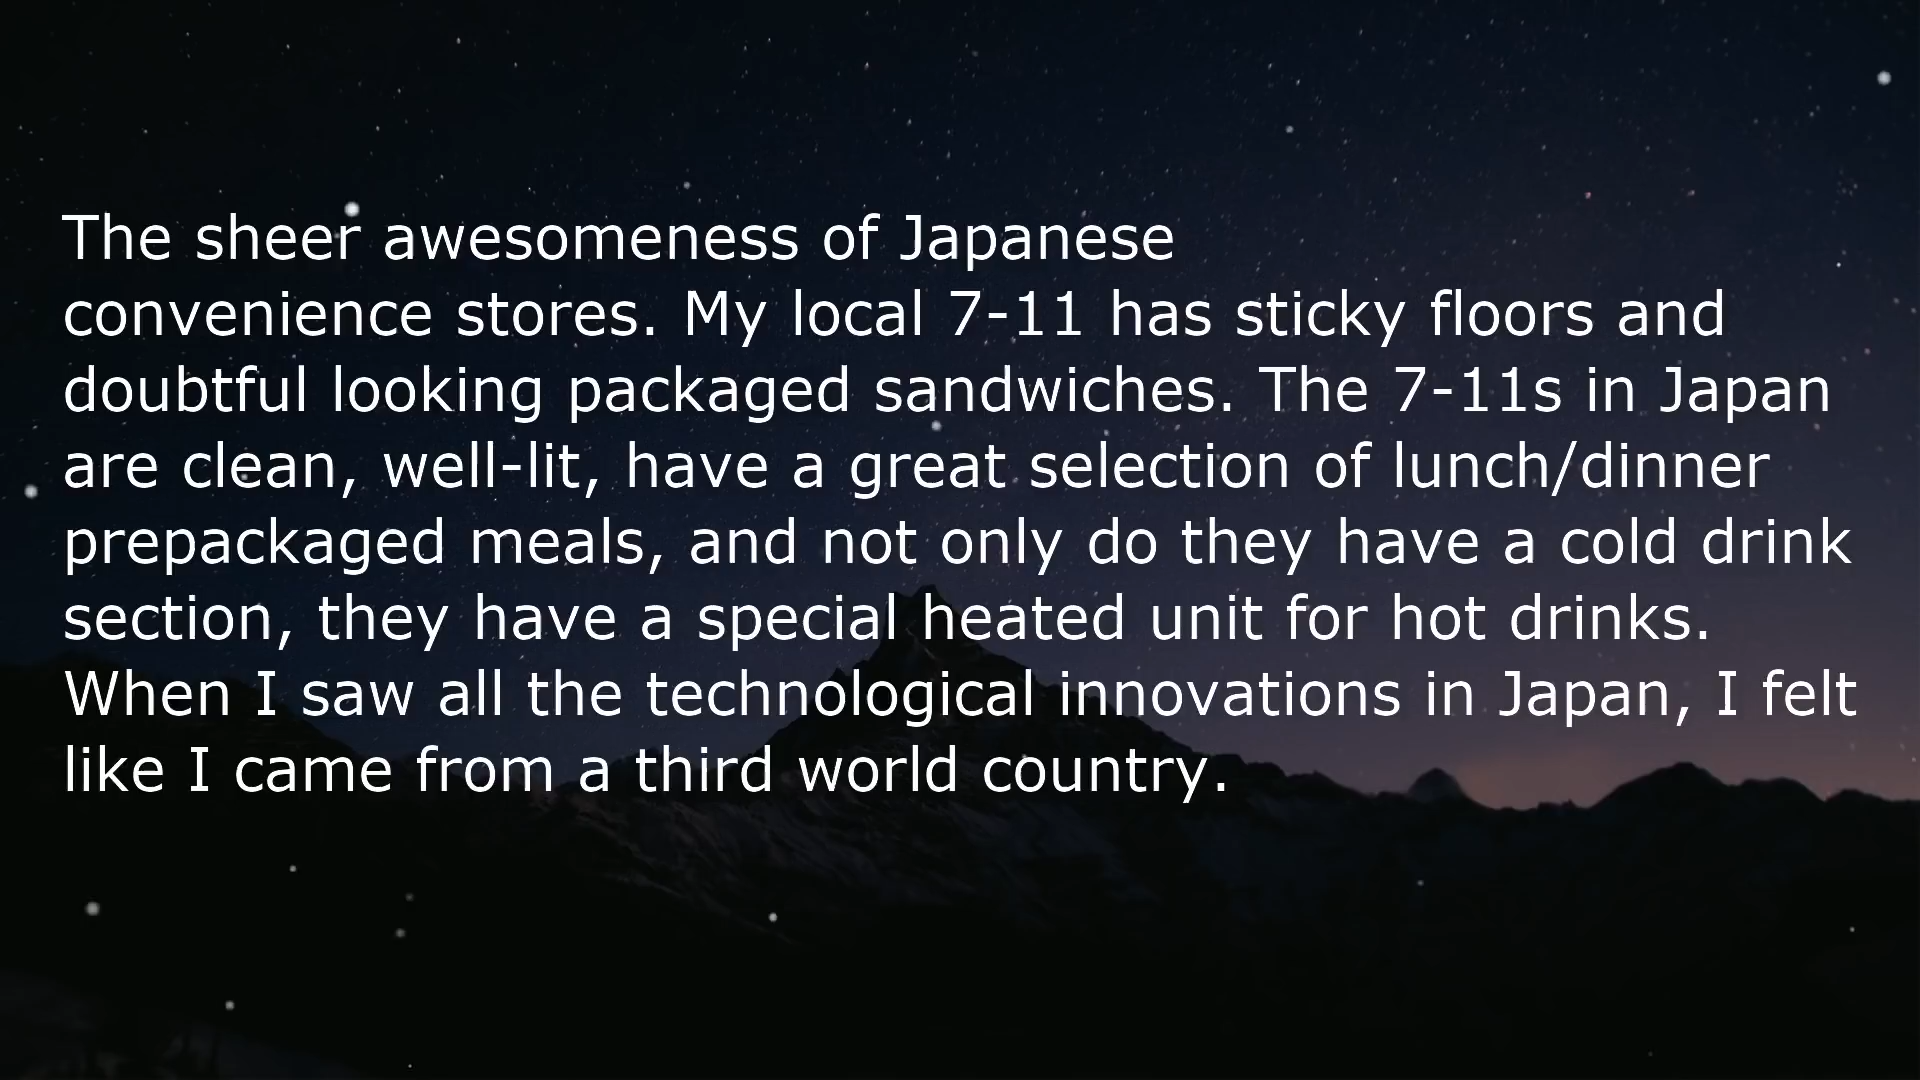 The sheer awesomeness of Japanese
convenience stores. My local 7-11 has sticky floors and
doubtful looking packaged sandwiches. The 7-11s in Japan
are clean, well-lit, have a great selection of lunch/dinner
prepackaged meals, and not only do they have a cold drink
section, they have a special heated unit for hot drinks.
When I saw all the technological innovations in Japan, I felt
like I came from a third world country.